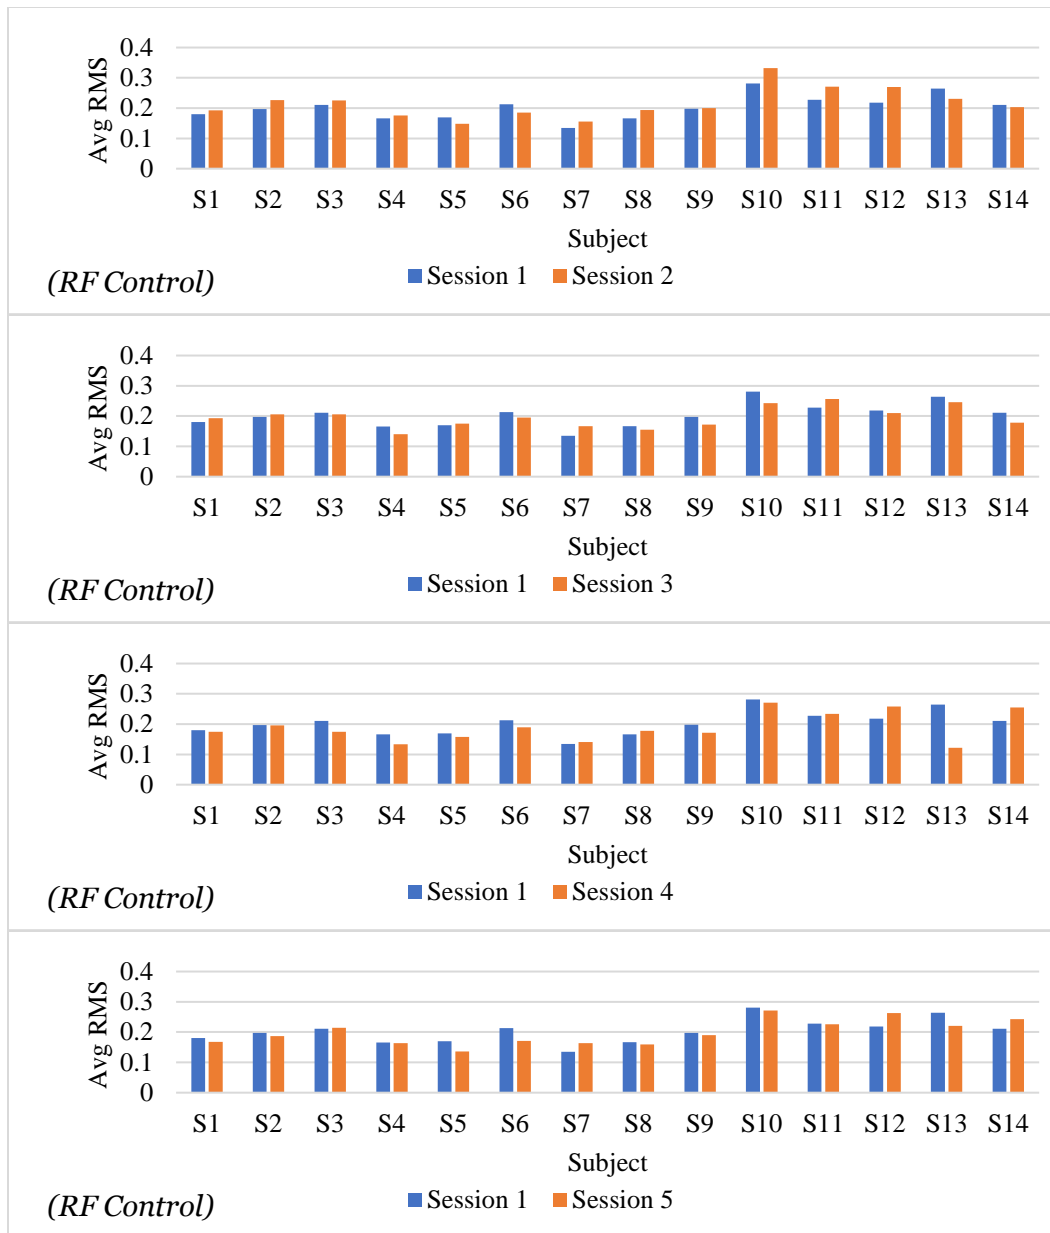 Avg RMS
0.4
0.3
0.2
0.1
0
S1 S2 S3 S4 S5 S6 S7 S8 S9 S10 S11 S12 S13 S14
Subject
(RF Control)
Session 1 Session 2
Avg RMS
0.4
0.3
0.2
0.1
0
S1 S2 S3 S4 S5 S6 S7 S8 S9 S10 S11 S12 S13 S14
Subject
(RF Control)
Session 1 Session 3
Avg RMS
0.4
0.3
0.2
0.1
0
S1 S2 S3 S4 S5 S6 S7 S8 S9 S10 S11 S12 S13 S14
Subject
(RF Control)
Session 1 Session 4
Avg RMS
0.4
0.3
0.2
0.1
0
S1 S2 S3 S4 S5 S6 S7 S8 S9 S10 S11 S12 S13 S14
Subject
(RF Control)
Session 1 Session 5